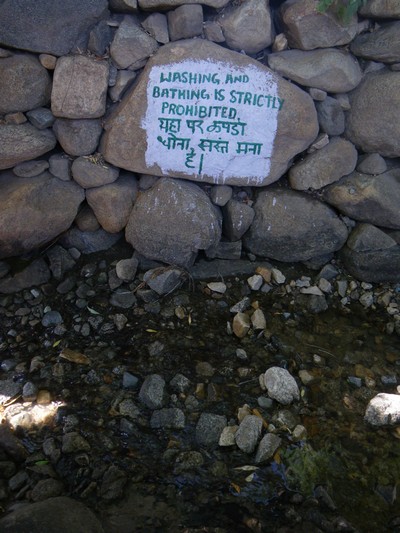 WASHING AND
BATHING IS STRICTLY
PROHIBITED.
यहा पर कपडा
धोना, सख्त मना
है।